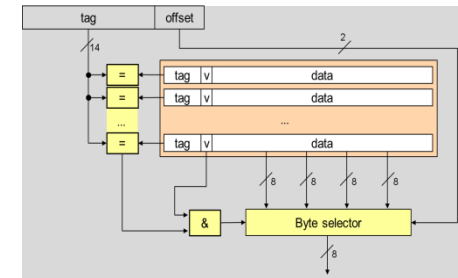 tag offset
2
14
= tag v data
= tag v data
... ...
= tag v data
8 8 8 8
& Byte selector
8